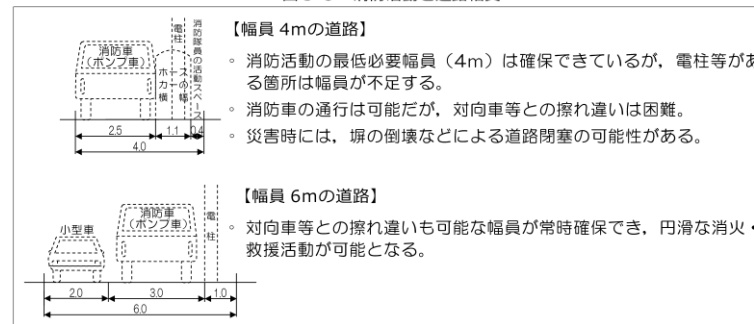 【幅員 4mの道路】
電柱
消防隊員の活動スペース
消防車
(ポンプ車)
ホースカー横の幅
2.5
1.1
0.4
4.0
。消防活動の最低必要幅員（4m）は確保できているが，電柱等があ
る箇所は幅員が不足する。
。消防車の通行は可能だが，対向車等との擦れ違いは困難。
。災害時には，塀の倒壊などによる道路閉塞の可能性がある。
【幅員 6mの道路】
小型車
消防車
(ポンプ車)
電柱
2.0
3.0
1.0
6.0
。対向車等との擦れ違いも可能な幅員が常時確保でき，円滑な消火・
救援活動が可能となる。